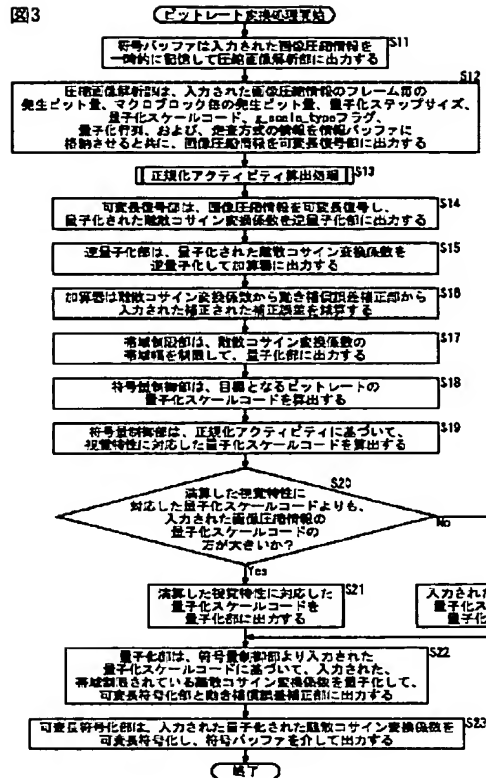 図3
ビットレート変換処理開始
S11
符号バッファは入力された画像圧縮情報を
一時的に記憶して圧縮画像解析部に出力する
S12
圧縮画像解析部は、入力された画像圧縮情報のフレーム毎の
発生ビット量、マクロブロック毎の発生ビット量、量子化ステップサイズ、
量子化スケールコード、q_scale_typeフラグ、
量子化行列、および、走査方式の情報を情報バッファに
格納させると共に、画像圧縮情報を可変長復号部に出力する
正規化アクティビティ算出処理
S13
S14
可変長復号部は、画像圧縮情報を可変長復号し、
量子化された離散コサイン変換係数を逆量子化部に出力する
S15
逆量子化部は、量子化された離散コサイン変換係数を
逆量子化して加算器に出力する
S16
加算器は離散コサイン変換係数から動き補償誤差補正部から
入力された補正された補正誤差を減算する
S17
帯域制限部は、離散コサイン変換係数の
帯域幅を制限して、量子化部に出力する
S18
符号量制御部は、目標となるビットレートの
量子化スケールコードを算出する
S19
符号量制御部は、正規化アクティビティに基づいて、
視覚特性に対応した量子化スケールコードを算出する
S20
演算した視覚特性に
対応した量子化スケールコードよりも、
入力された画像圧縮情報の
量子化スケールコードの
方が大きいか?
No
Yes
S21
演算した視覚特性に対応した
量子化スケールコードを
量子化部に出力する
入力された
量子化ス
量子化
S22
量子化部は、符号量制御部より入力された
量子化スケールコードに基づいて、入力された、
帯域制限されている離散コサイン変換係数を量子化して、
可変長符号化部と動き補償誤差補正部に出力する
S23
可変長符号化部は、入力された量子化された離散コサイン変換係数を
可変長符号化し、符号バッファを介して出力する
終了